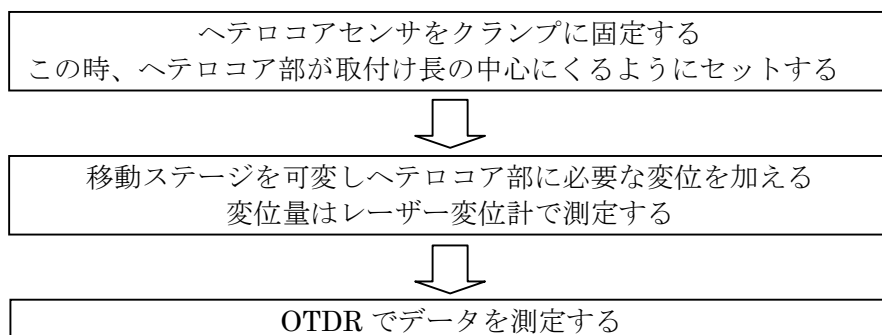 ヘテロコアセンサをクランプに固定する
この時、ヘテロコア部が取付け長の中心にくるようにセットする
移動ステージを可変しヘテロコア部に必要な変位を加える
変位量はレーザー変位計で測定する
OTDR でデータを測定する